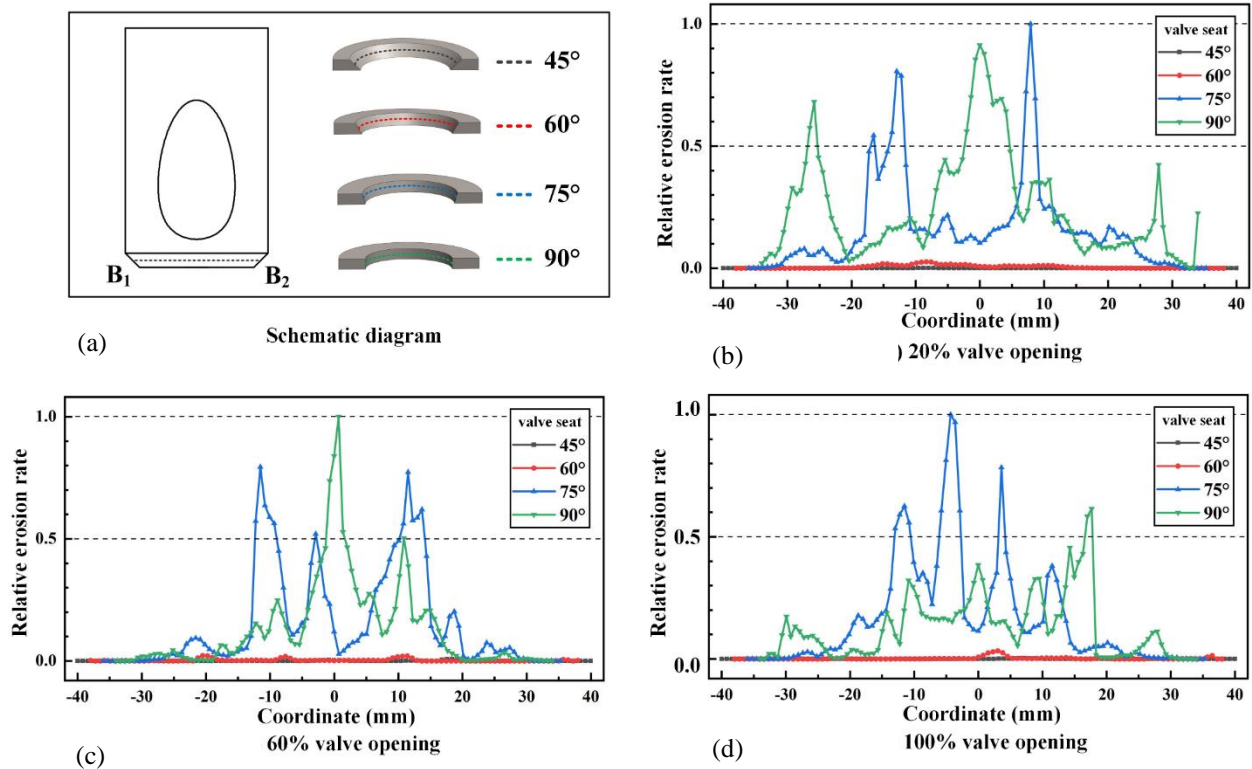 45°
60°
75°
90°
B1
B2
(a)
Schematic diagram
Relative erosion rate
1.0
0.5
0.0
valve seat
45°
60°
75°
90°
-40 -30 -20 -10 0 10 20 30 40
Coordinate (mm)
(b)
) 20% valve opening
Relative erosion rate
1.0
0.5
0.0
valve seat
45°
60°
75°
90°
-40 -30 -20 -10 0 10 20 30 40
Coordinate (mm)
(c)
60% valve opening
Relative erosion rate
1.0
0.5
0.0
valve seat
45°
60°
75°
90°
-40 -30 -20 -10 0 10 20 30 40
Coordinate (mm)
(d)
100% valve opening